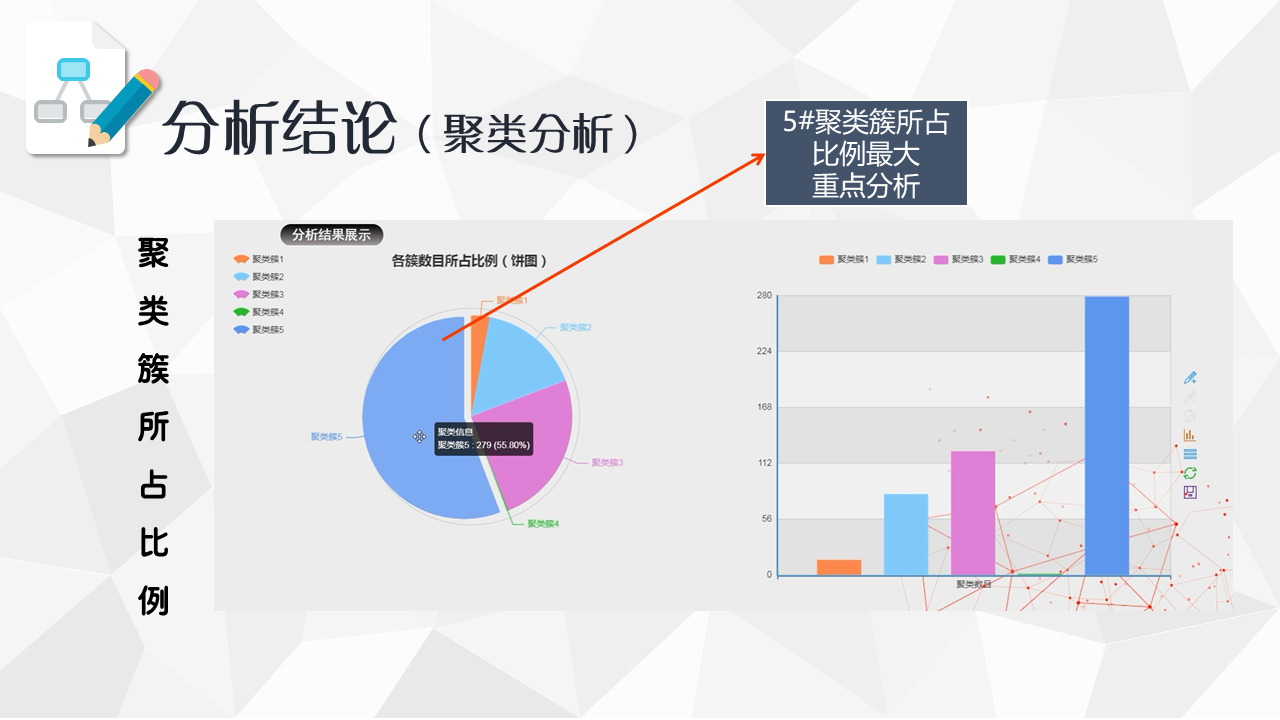 分析结论（聚类分析）
5#聚类簇所占
比例最大
重点分析
聚类簇所占比例
分析结果展示
各簇数目所占比例（饼图）
聚类簇1
聚类簇2
聚类簇3
聚类簇4
聚类簇5
聚类簇1
聚类簇2
聚类簇3
聚类簇4
聚类簇5
聚类信息
聚类簇5 : 279 (55.80%)
聚类簇1 聚类簇2 聚类簇3 聚类簇4 聚类簇5
280
224
168
112
56
0
聚类数目